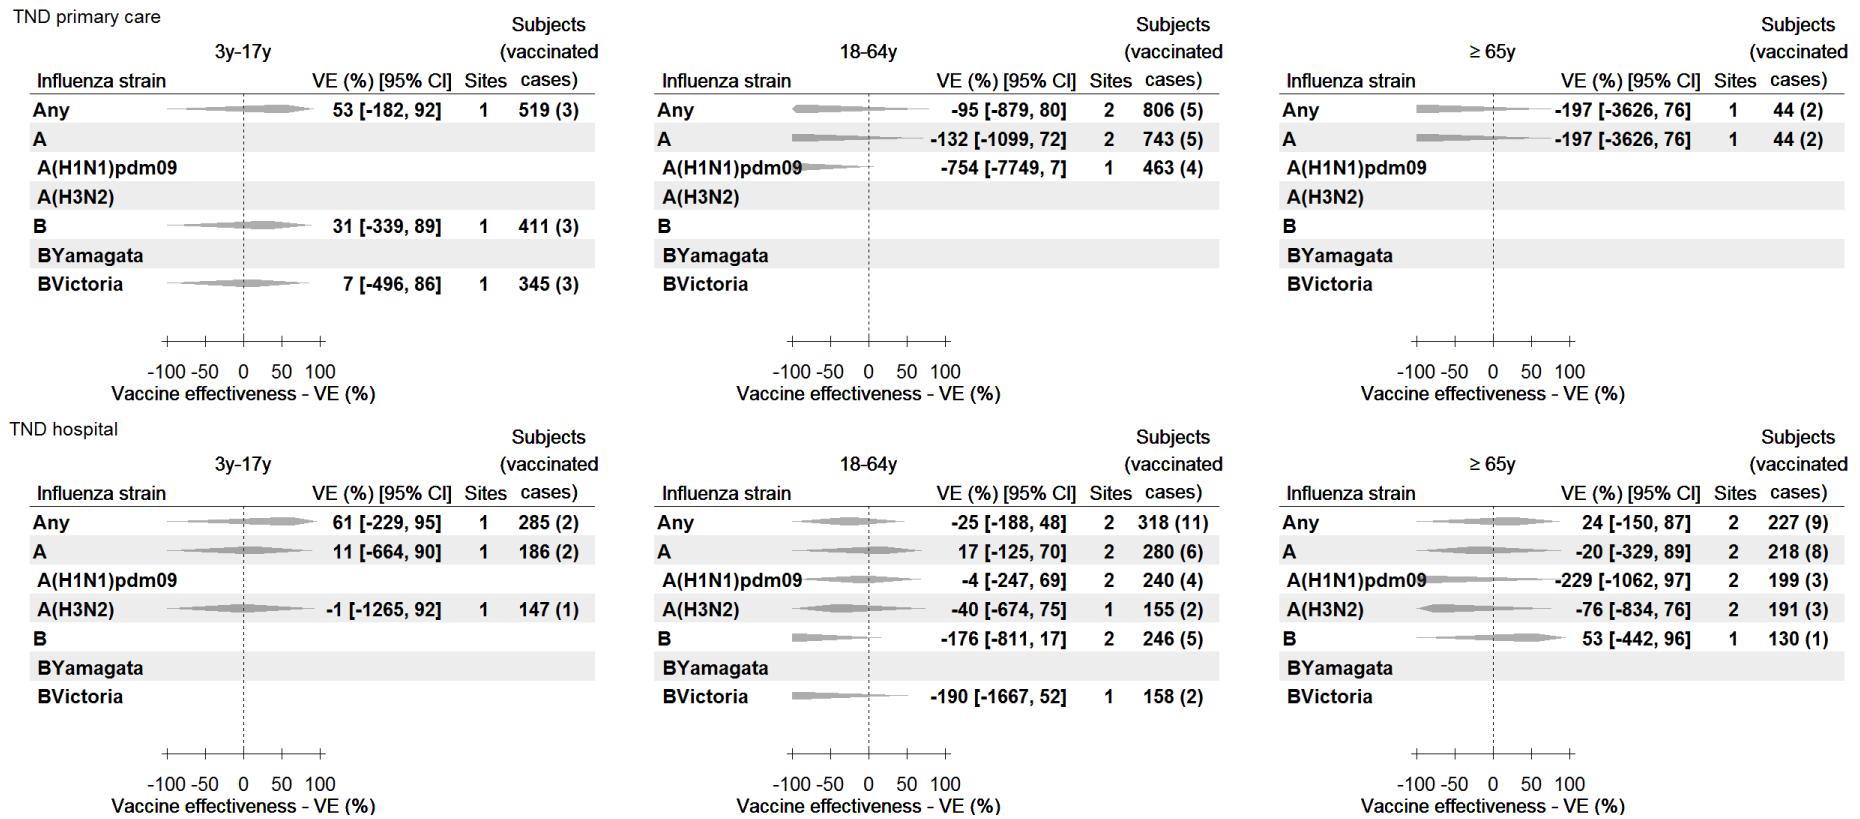 TND primary care
3y-17y Subjects (vaccinated cases)
Influenza strain VE (%) [95% CI] Sites
Any 53 [-182, 92] 1 519 (3)
A
A(H1N1)pdm09
A(H3N2)
B 31 [-339, 89] 1 411 (3)
BYamagata
BVictoria 7 [-496, 86] 1 345 (3)
-100 -50 0 50 100
Vaccine effectiveness - VE (%)
18-64y Subjects (vaccinated cases)
Influenza strain VE (%) [95% CI] Sites
Any -95 [-879, 80] 2 806 (5)
A -132 [-1099, 72] 2 743 (5)
A(H1N1)pdm09 -754 [-7749, 7] 1 463 (4)
A(H3N2)
B
BYamagata
BVictoria
-100 -50 0 50 100
Vaccine effectiveness - VE (%)
≥ 65y Subjects (vaccinated cases)
Influenza strain VE (%) [95% CI] Sites
Any -197 [-3626, 76] 1 44 (2)
A -197 [-3626, 76] 1 44 (2)
A(H1N1)pdm09
A(H3N2)
B
BYamagata
BVictoria
-100 -50 0 50 100
Vaccine effectiveness - VE (%)
TND hospital
3y-17y Subjects (vaccinated cases)
Influenza strain VE (%) [95% CI] Sites
Any 61 [-229, 95] 1 285 (2)
A 11 [-664, 90] 1 186 (2)
A(H1N1)pdm09
A(H3N2) -1 [-1265, 92] 1 147 (1)
B
BYamagata
BVictoria
-100 -50 0 50 100
Vaccine effectiveness - VE (%)
18-64y Subjects (vaccinated cases)
Influenza strain VE (%) [95% CI] Sites
Any -25 [-188, 48] 2 318 (11)
A 17 [-125, 70] 2 280 (6)
A(H1N1)pdm09 -4 [-247, 69] 2 240 (4)
A(H3N2) -40 [-674, 75] 1 155 (2)
B -176 [-811, 17] 2 246 (5)
BYamagata
BVictoria -190 [-1667, 52] 1 158 (2)
-100 -50 0 50 100
Vaccine effectiveness - VE (%)
≥ 65y Subjects (vaccinated cases)
Influenza strain VE (%) [95% CI] Sites
Any 24 [-150, 87] 2 227 (9)
A -20 [-329, 89] 2 218 (8)
A(H1N1)pdm09 -229 [-1062, 97] 2 199 (3)
A(H3N2) -76 [-834, 76] 2 191 (3)
B 53 [-442, 96] 1 130 (1)
BYamagata
BVictoria
-100 -50 0 50 100
Vaccine effectiveness - VE (%)